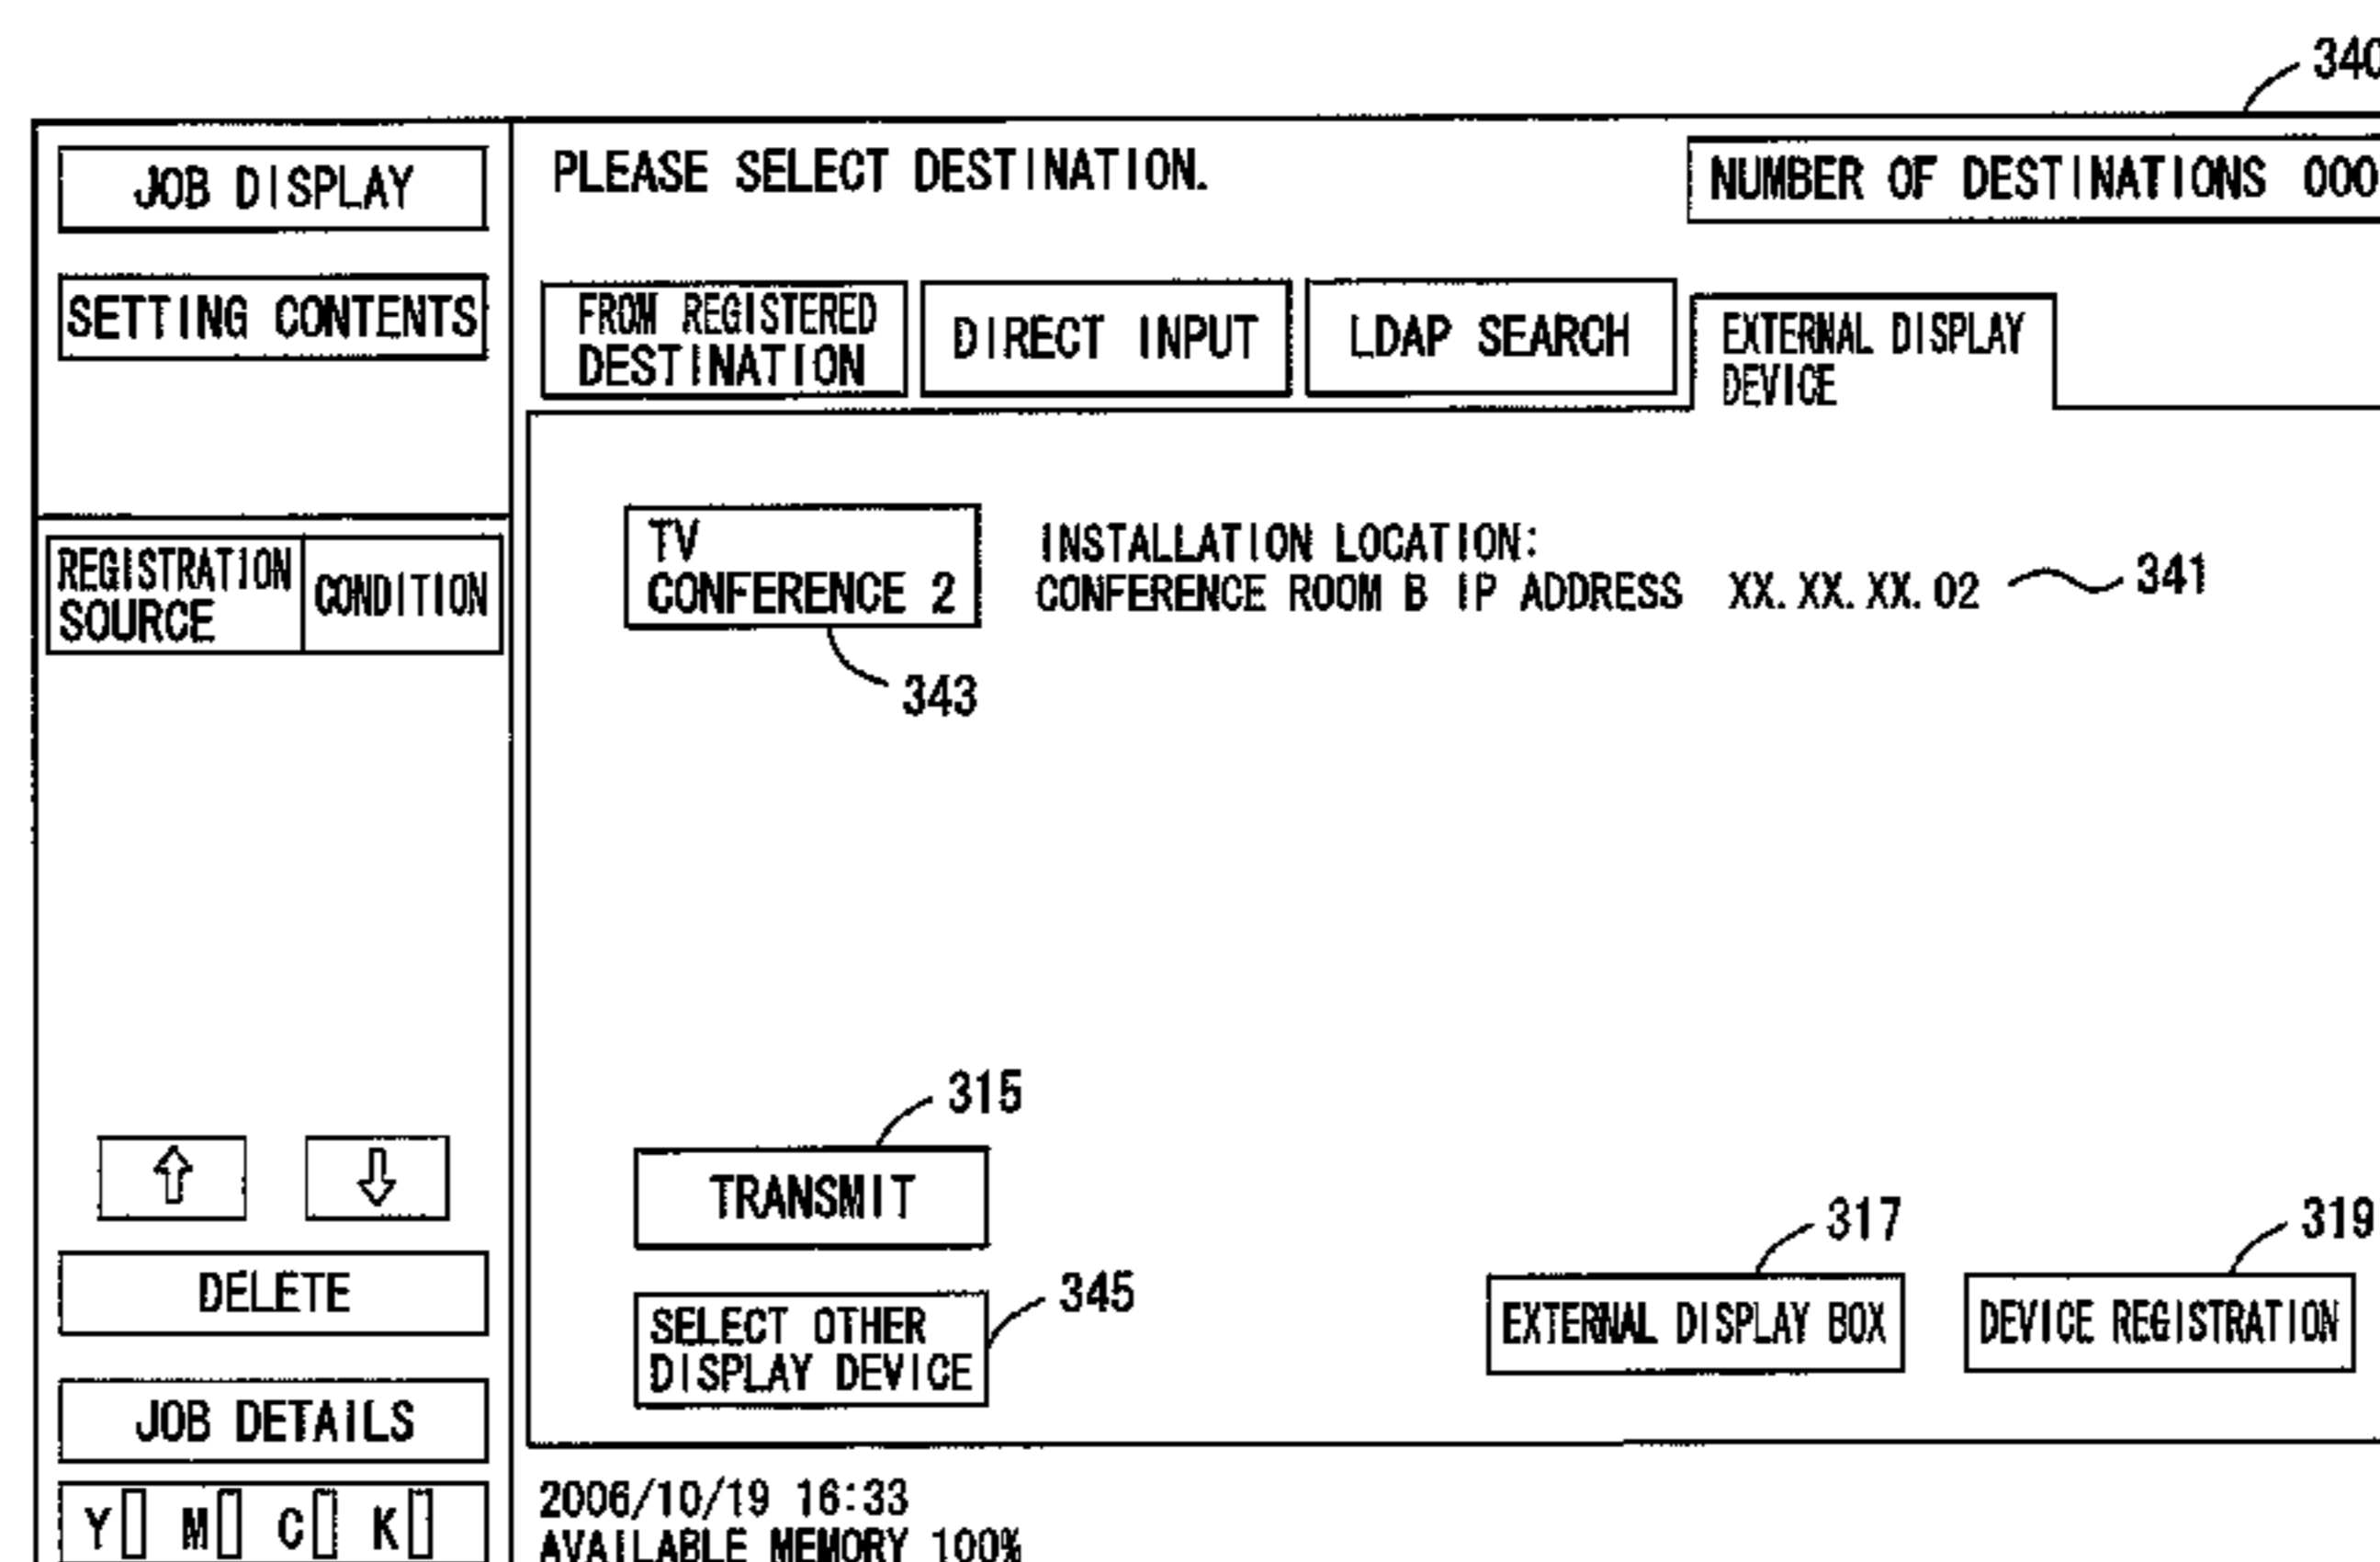 340
JOB DISPLAY
PLEASE SELECT DESTINATION.
NUMBER OF DESTINATIONS 000
SETTING CONTENTS
FROM REGISTERED
DESTINATION
DIRECT INPUT
LDAP SEARCH
EXTERNAL DISPLAY
DEVICE
REGISTRATION
SOURCE
CONDITION
TV
CONFERENCE 2
INSTALLATION LOCATION:
CONFERENCE ROOM B IP ADDRESS XX.XX.XX.02
341
343
315
TRANSMIT
317
319
DELETE
345
SELECT OTHER
DISPLAY DEVICE
EXTERNAL DISPLAY BOX
DEVICE REGISTRATION
JOB DETAILS
Y M C K
2006/10/19 16:33
AVAILABLE MEMORY 100%